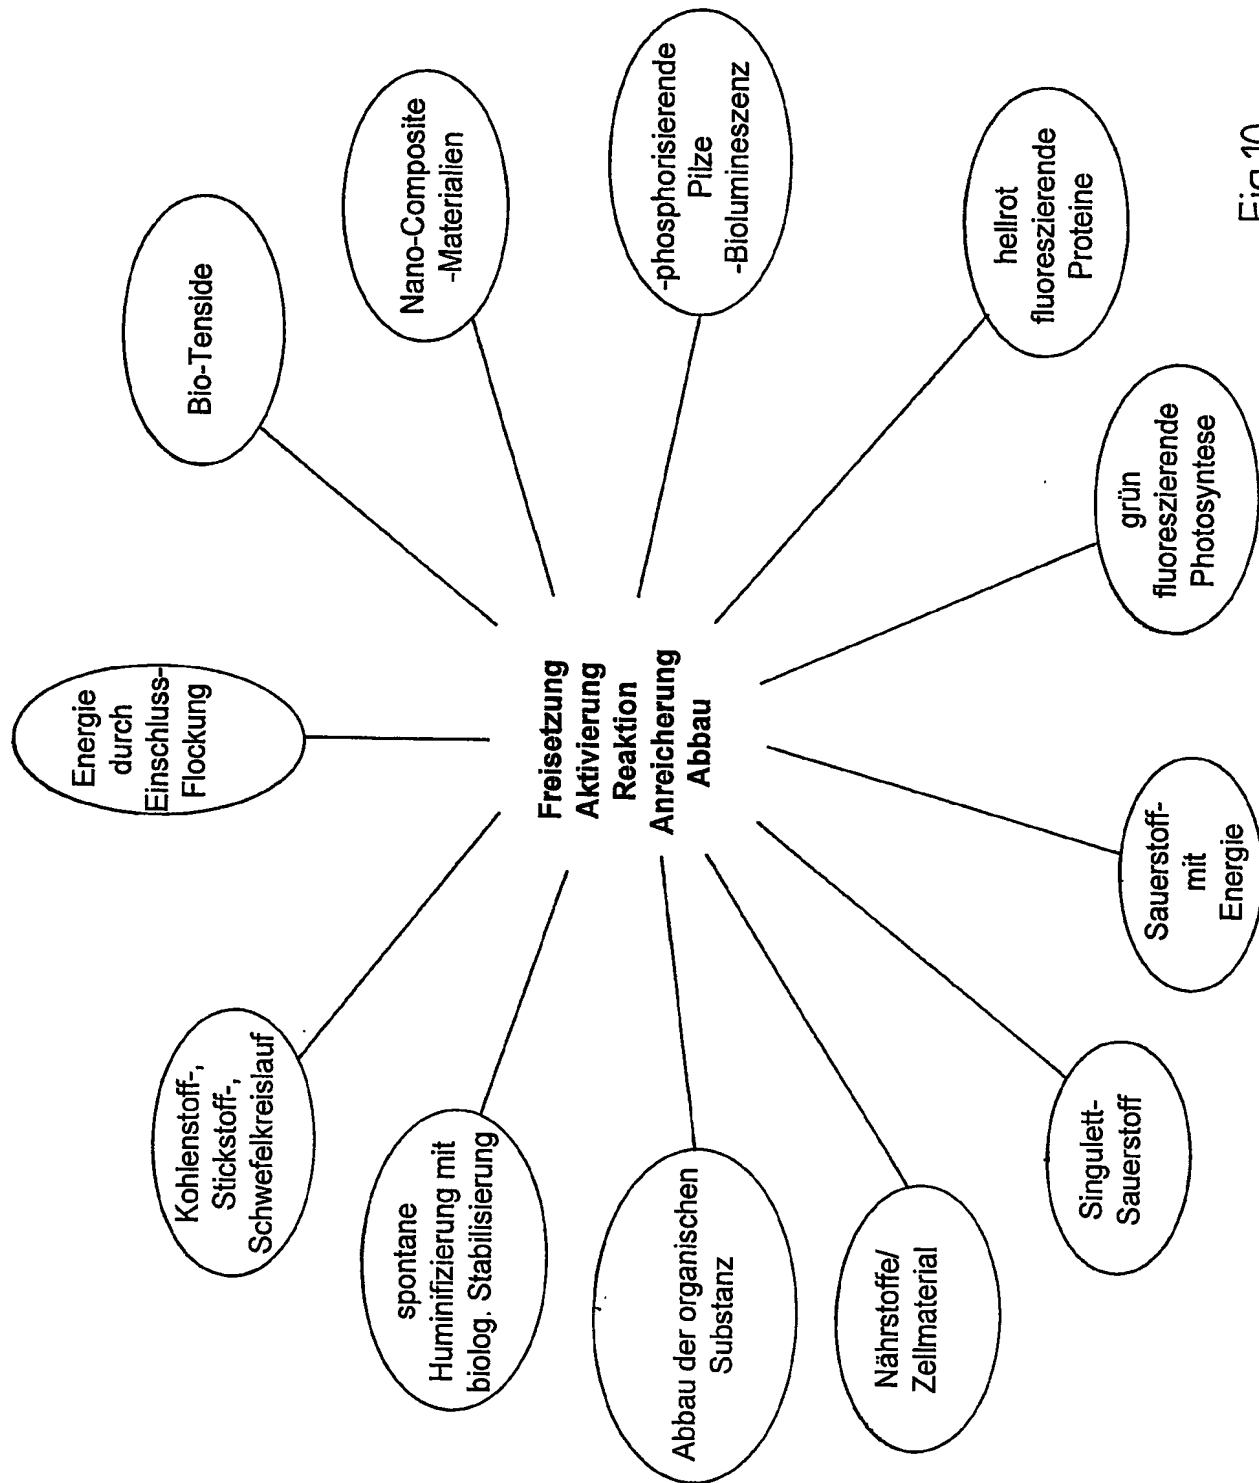 Freisetzung
Aktivierung
Reaktion
Anreicherung
Abbau
Energie
durch
Einschluss-
Flockung
Bio-Tenside
Nano-Composite
-Materialien
-phosphorisierende
Pilze
-Biolumineszenz
hellrot
fluoreszierende
Proteine
grün
fluoreszierende
Photosyntese
Sauerstoff-
mit
Energie
Singulett-
Sauerstoff
Nährstoffe/
Zellmaterial
Abbau der organischen
Substanz
spontane
Huminifizierung mit
biolog. Stabilisierung
Kohlenstoff-,
Stickstoff-,
Schwefelkreislauf
Fig.10